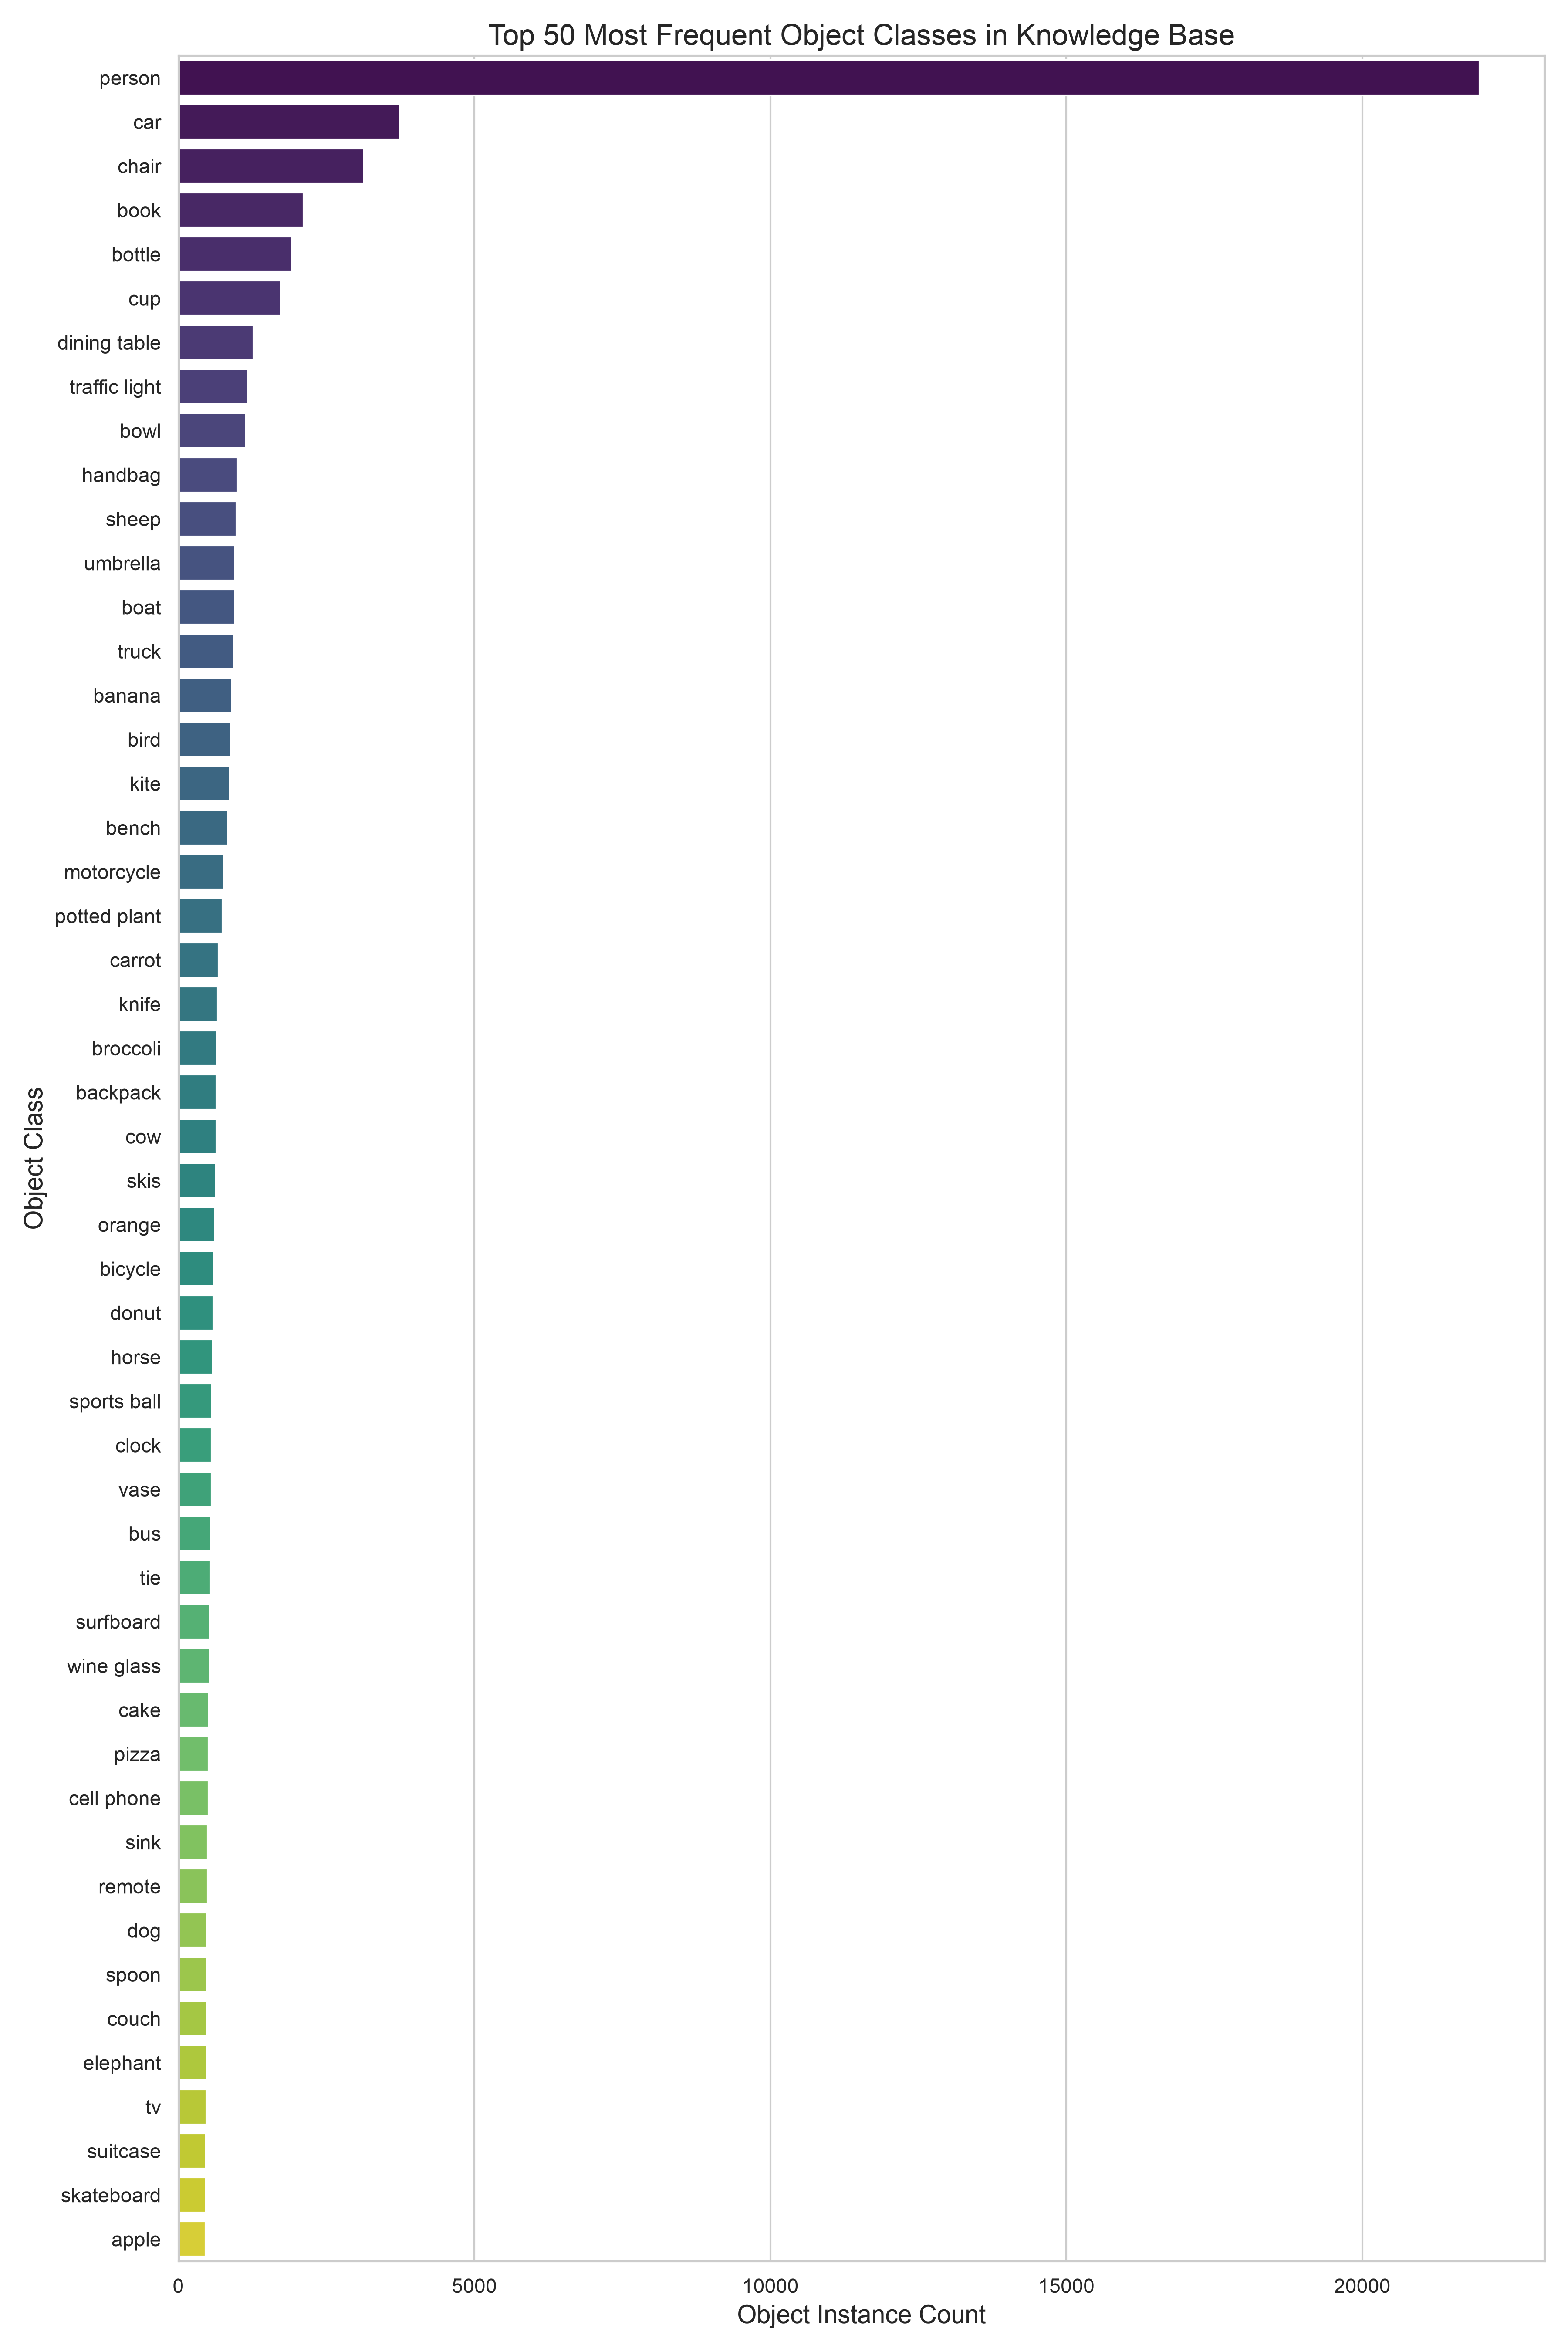 Top 50 Most Frequent Object Classes in Knowledge Base
person
car
chair
book
bottle
cup
dining table
traffic light
bowl
handbag
sheep
umbrella
boat
truck
banana
bird
kite
bench
motorcycle
potted plant
carrot
knife
broccoli
backpack
cow
skis
orange
bicycle
donut
horse
sports ball
clock
vase
bus
tie
surfboard
wine glass
cake
pizza
cell phone
sink
remote
dog
spoon
couch
elephant
tv
suitcase
skateboard
apple
Object Class
0 5000 10000 15000 20000
Object Instance Count